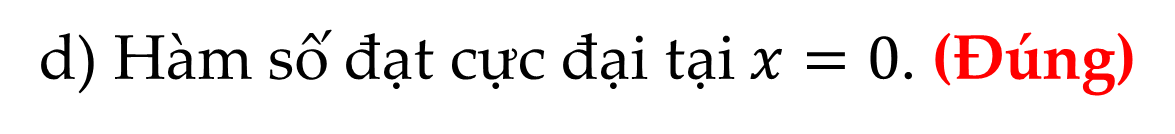 d) Hàm số đạt cực đại tại x = 0. (Đúng)